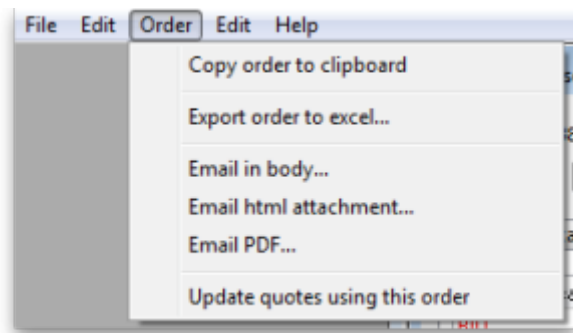 File Edit Order Edit Help
Copy order to clipboard
Export order to excel...
Email in body...
Email html attachment...
Email PDF...
Update quotes using this order